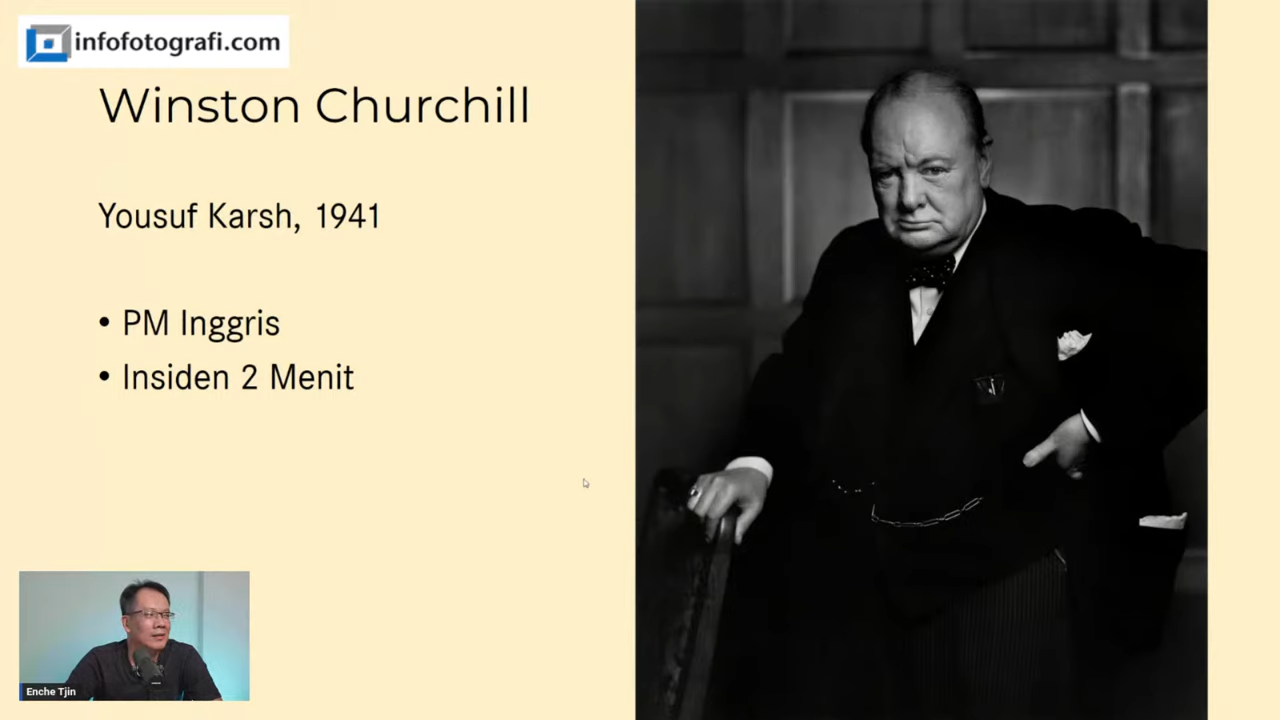 infofotografi.com
Winston Churchill
Yousuf Karsh, 1941
• PM Inggris
• Insiden 2 Menit
Enche Tjin